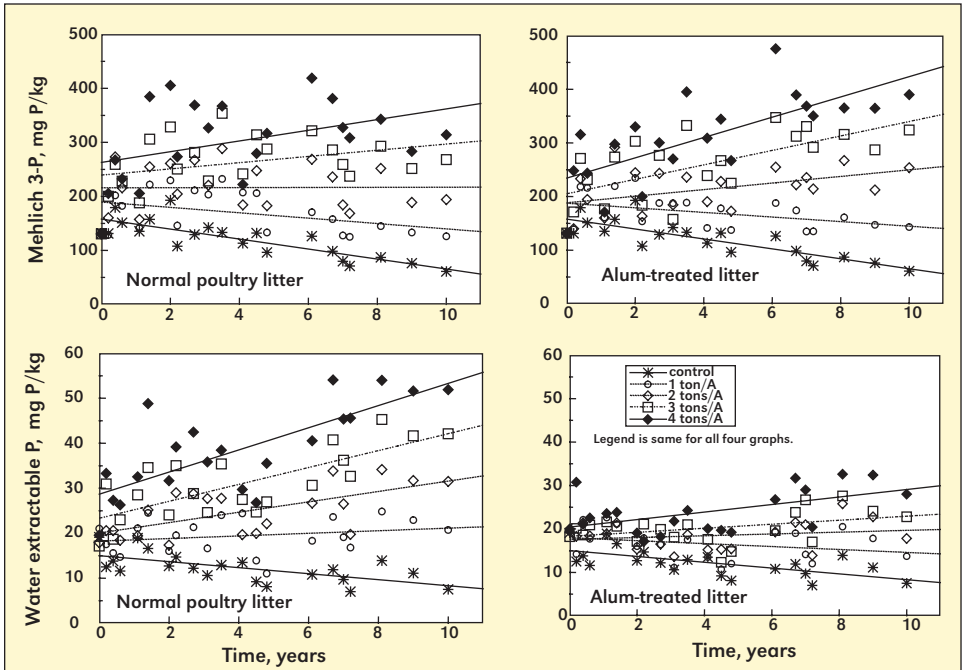 Mehlich 3-P, mg P/kg
500
400
300
200
100
0
0 2 4 6 8 10
Normal poultry litter
500
400
300
200
100
0
0 2 4 6 8 10
Alum-treated litter
Water extractable P, mg P/kg
60
50
40
30
20
10
0
0 2 4 6 8 10
Normal poultry litter
Time, years
60
50
40
30
20
10
0
0 2 4 6 8 10
control
1 ton/A
2 tons/A
3 tons/A
4 tons/A
Legend is same for all four graphs.
Alum-treated litter
Time, years